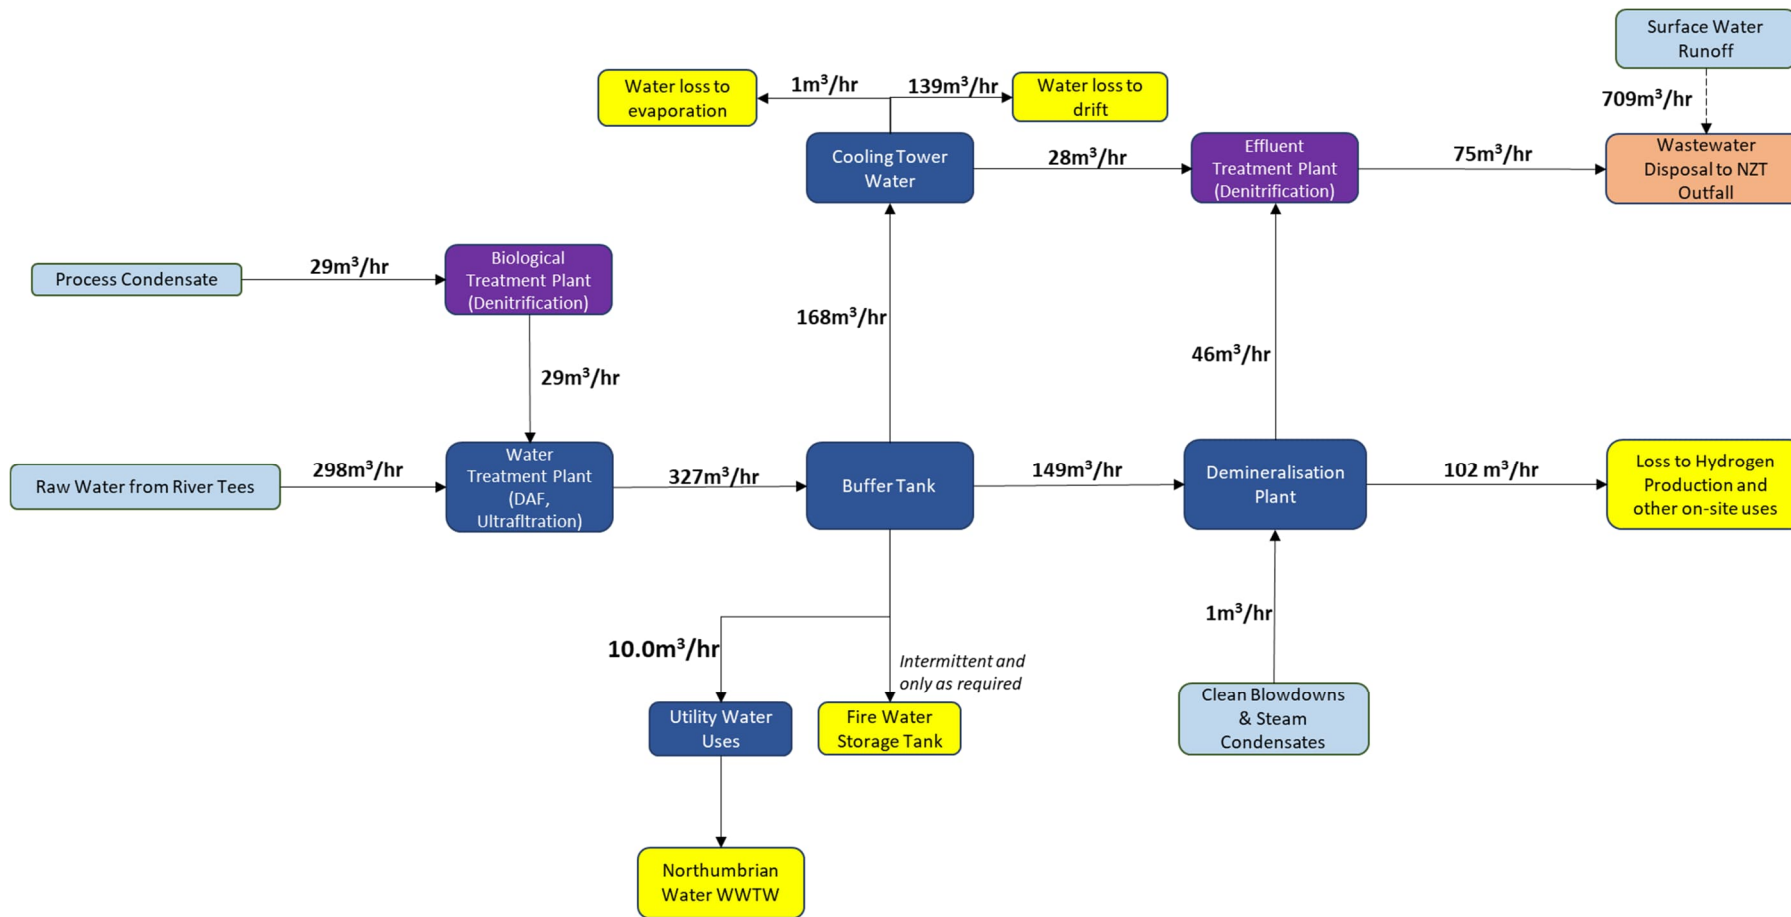 Surface Water
Runoff
709m³/hr
Water loss to
evaporation
1m³/hr
139m³/hr
Water loss to
drift
Cooling Tower
Water
28m³/hr
Effluent
Treatment Plant
(Denitrification)
75m³/hr
Wastewater
Disposal to NZT
Outfall
Process Condensate
29m³/hr
Biological
Treatment Plant
(Denitrification)
168m³/hr
46m³/hr
29m³/hr
Raw Water from River Tees
298m³/hr
Water
Treatment Plant
(DAF,
Ultrafltration)
327m³/hr
Buffer Tank
149m³/hr
Demineralisation
Plant
102 m³/hr
Loss to Hydrogen
Production and
other on-site uses
10.0m³/hr
Intermittent and
only as required
1m³/hr
Utility Water
Uses
Fire Water
Storage Tank
Clean Blowdowns
& Steam
Condensates
Northumbrian
Water WWTW